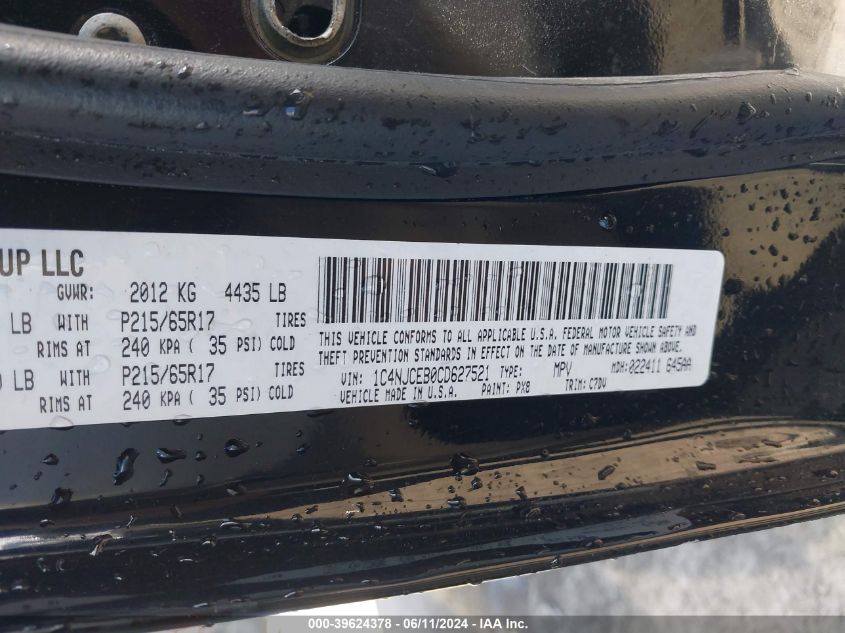 UP LLC
GVWR: 2012 KG 4435 LB
LB WITH P215/65R17 TIRES
RIMS AT 240 KPA ( 35 PSI) COLD
LB WITH P215/65R17 TIRES
RIMS AT 240 KPA ( 35 PSI) COLD
THIS VEHICLE CONFORMS TO ALL APPLICABLE U.S.A. FEDERAL MOTOR VEHICLE SAFETY, BUMPER, AND
THEFT PREVENTION STANDARDS IN EFFECT ON THE DATE OF MANUFACTURE SHOWN ABOVE.
VIN: 1C4NJCEB0CD627521 TYPE: MPV MDH: 022411 645AA
VEHICLE MADE IN U.S.A. PAINT: PX8 TRIM: C7DV
000-39624378 - 06/11/2024 - IAA Inc.